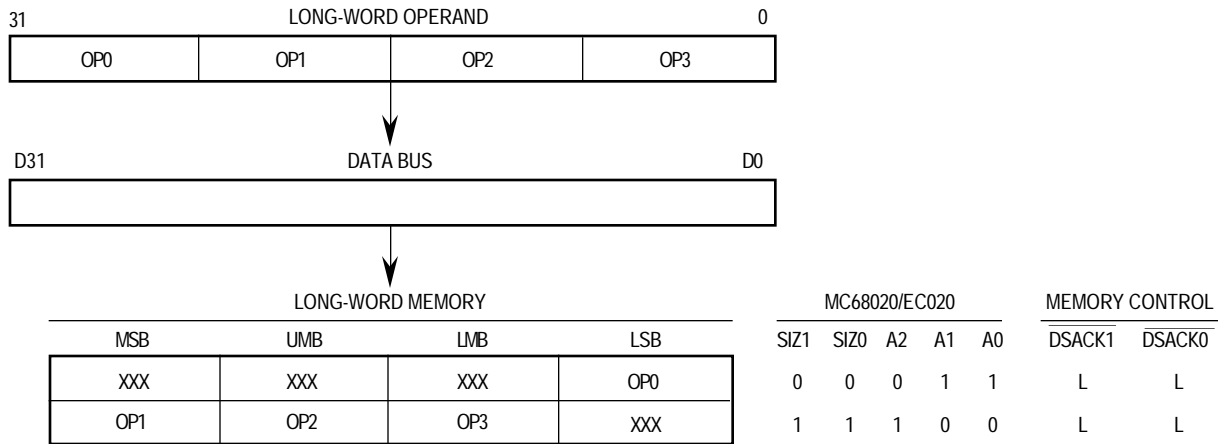 31 LONG-WORD OPERAND 0
OP0 OP1 OP2 OP3
D31 DATA BUS D0
LONG-WORD MEMORY MC68020/EC020 MEMORY CONTROL
MSB UMB LMB LSB SIZ1 SIZ0 A2 A1 A0 DSACK1 DSACK0
XXX XXX XXX OP0 0 0 0 1 1 L L
OP1 OP2 OP3 XXX 1 1 1 0 0 L L